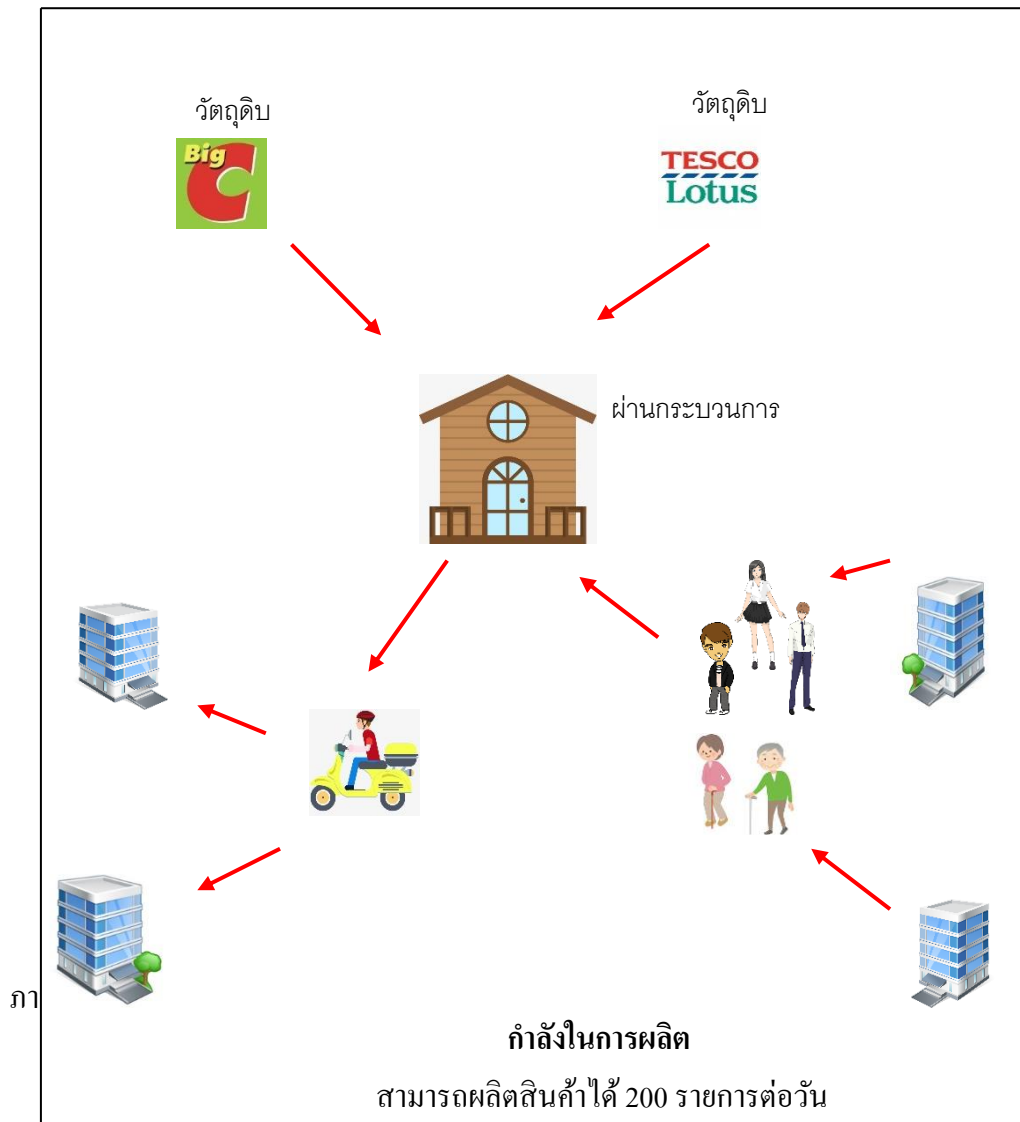 วัตถุดิบ
วัตถุดิบ
Big C
TESCO
Lotus
ผ่านกระบวนการ
ภา
กำลังในการผลิต
สามารถผลิตสินค้าได้ 200 รายการต่อวัน